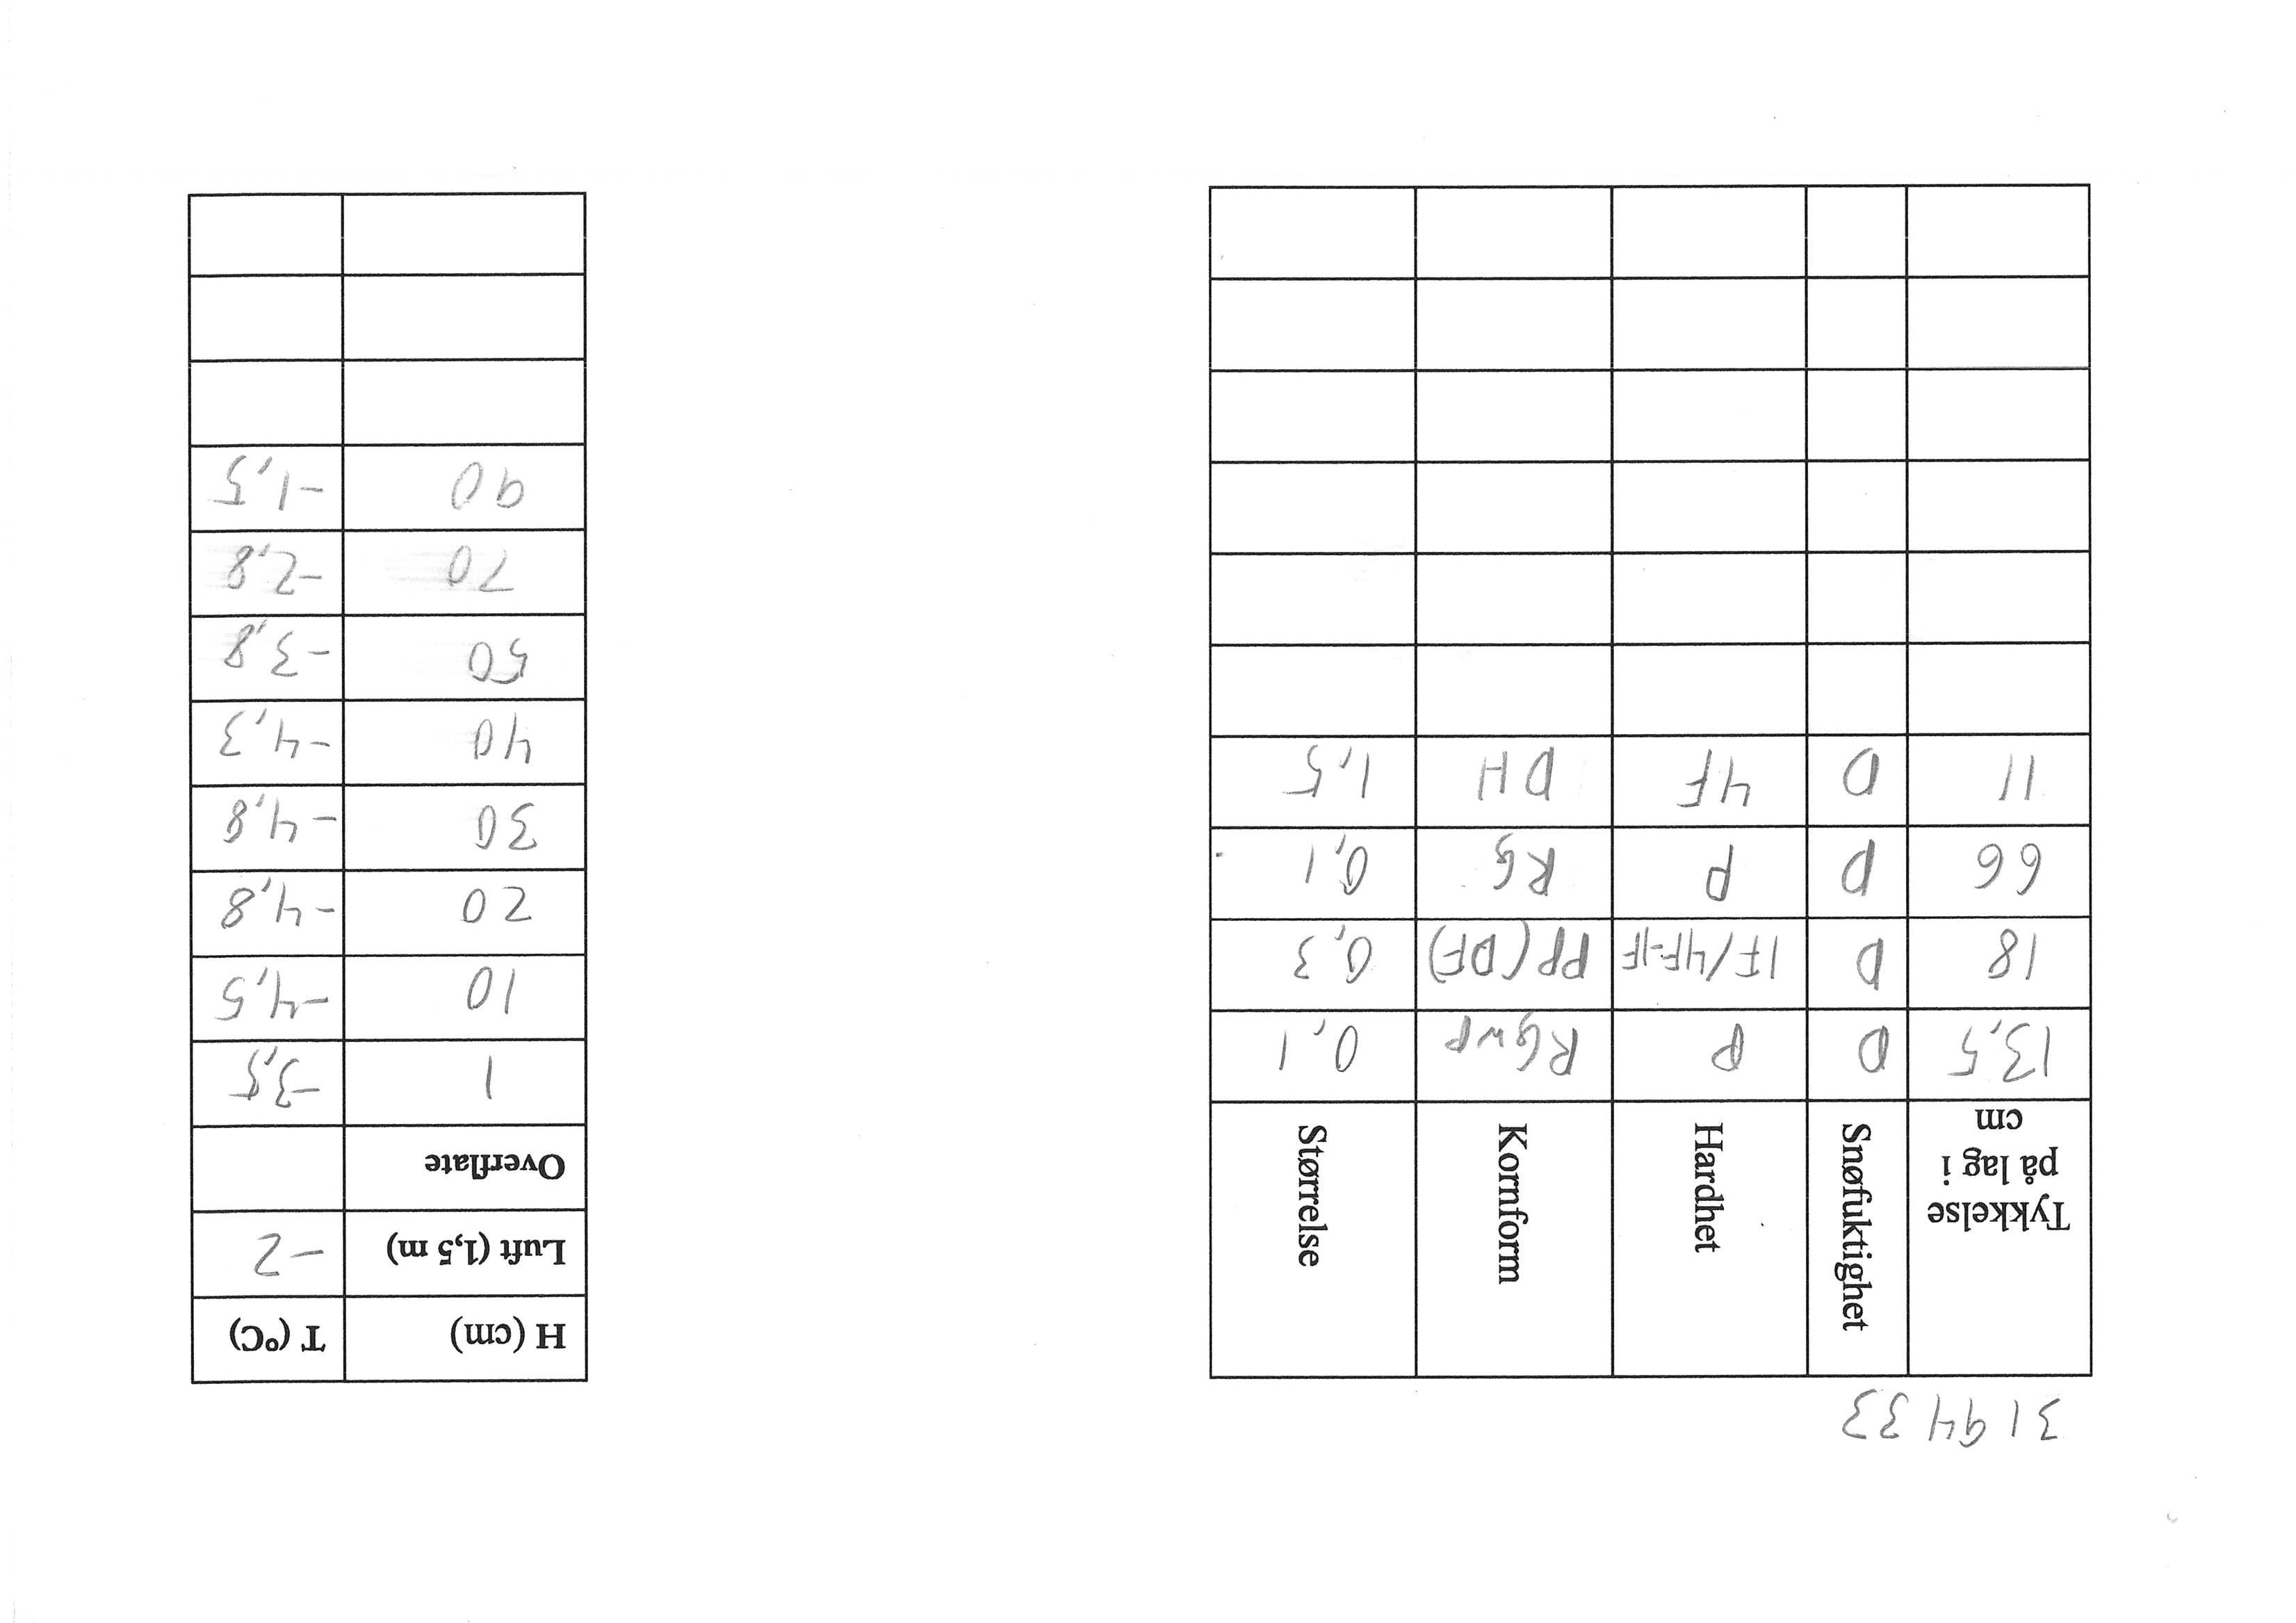 319433
Tykkelse på lag i cm Snøfuktighet Hardhet Kornform Størrelse
13,5 D P RGwp 0,1
18 D 1F/4F-1F PP(DF) 0,3
66 D P RG 0,1
11 D 4F DH 1,5
H (cm) T (ºC)
Luft (1,5 m) -2
Overflate
1 -3,5
10 -4,5
20 -4,8
30 -4,8
40 -4,3
50 -3,8
70 -2,8
90 -1,5